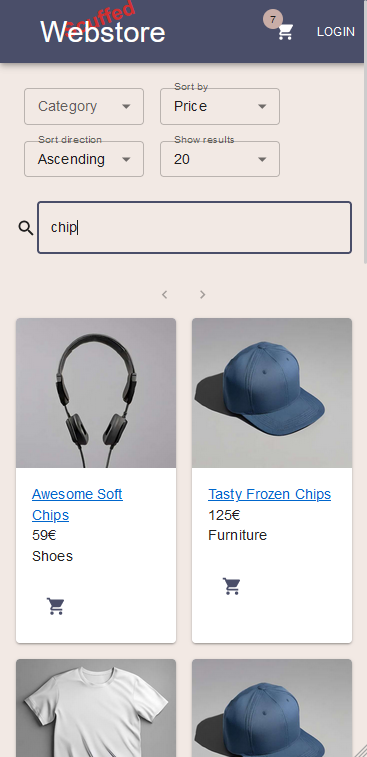 Scuffed
Webstore
7
LOGIN
Category
Sort by
Price
Sort direction
Ascending
Show results
20
chip
Awesome Soft
Chips
59€
Shoes
Tasty Frozen Chips
125€
Furniture